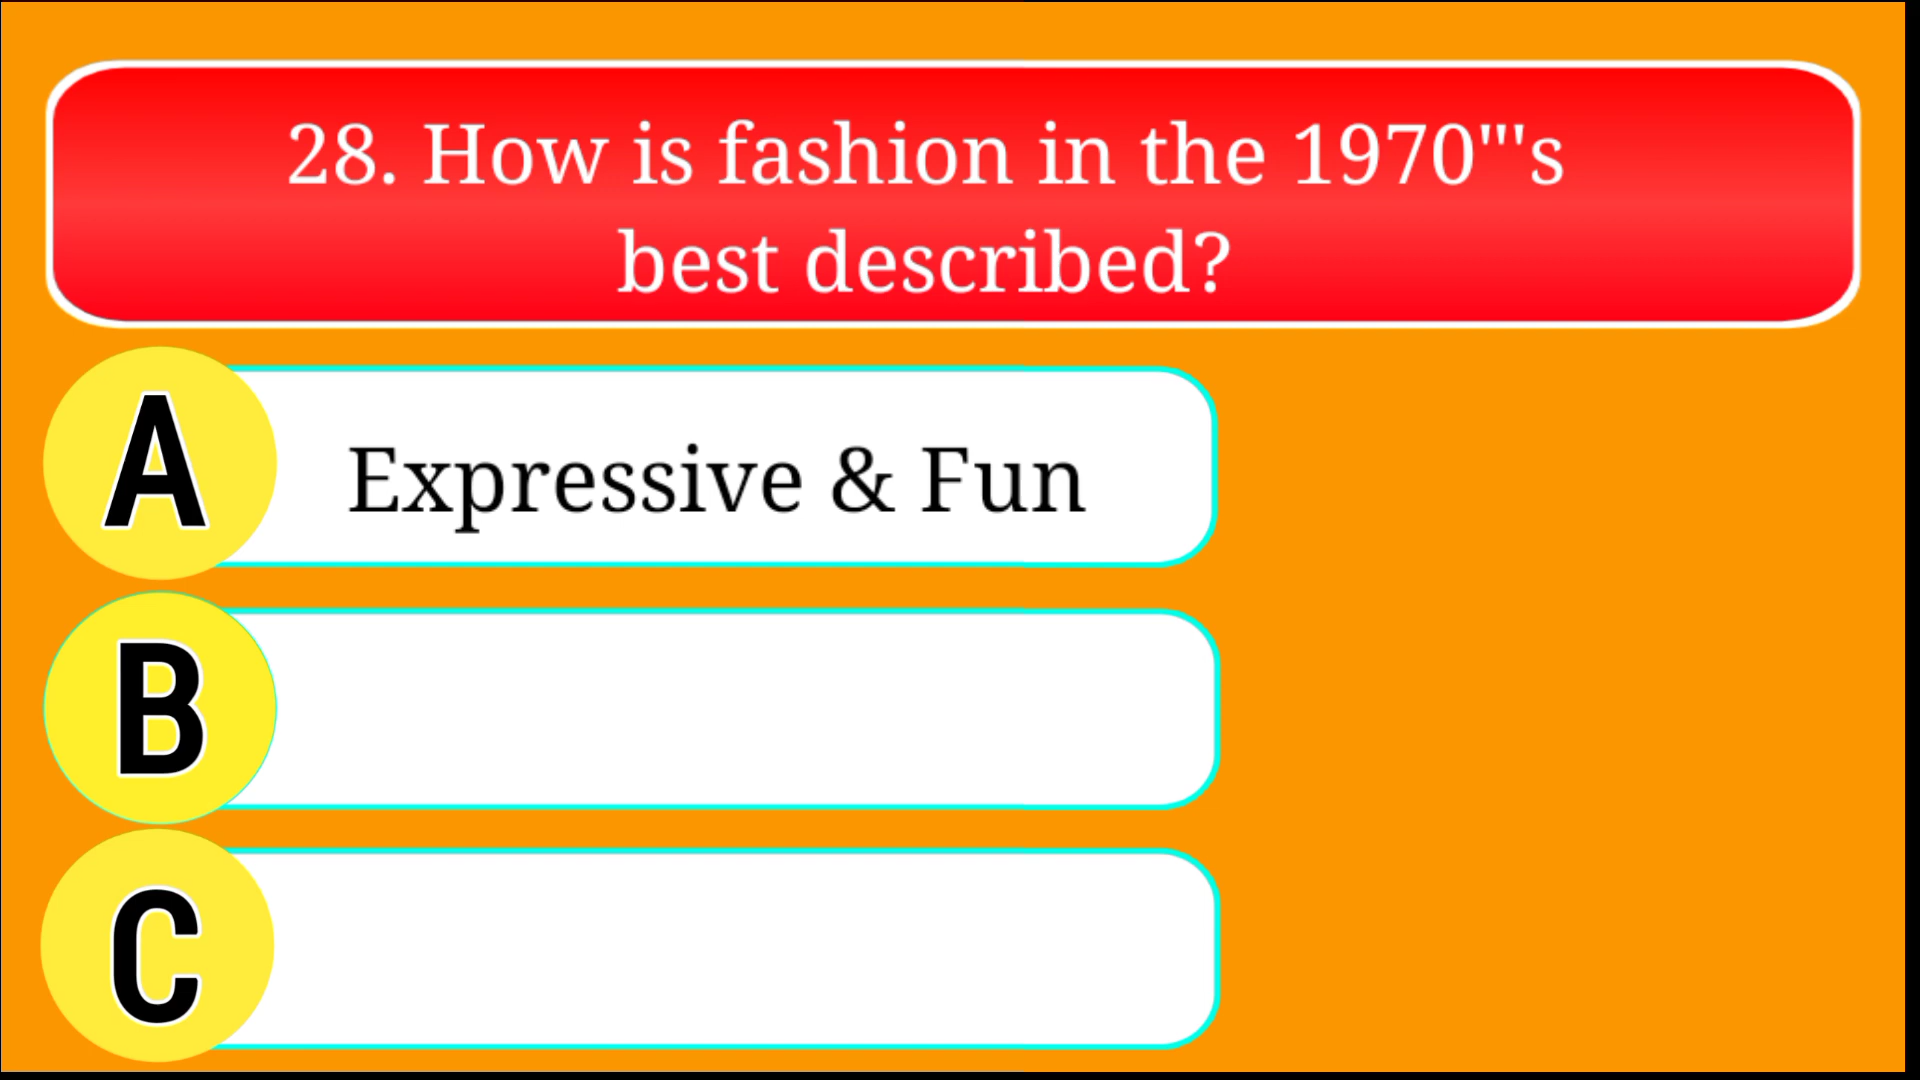 28. How is fashion in the 1970"'s
best described?
A
Expressive & Fun
B
C